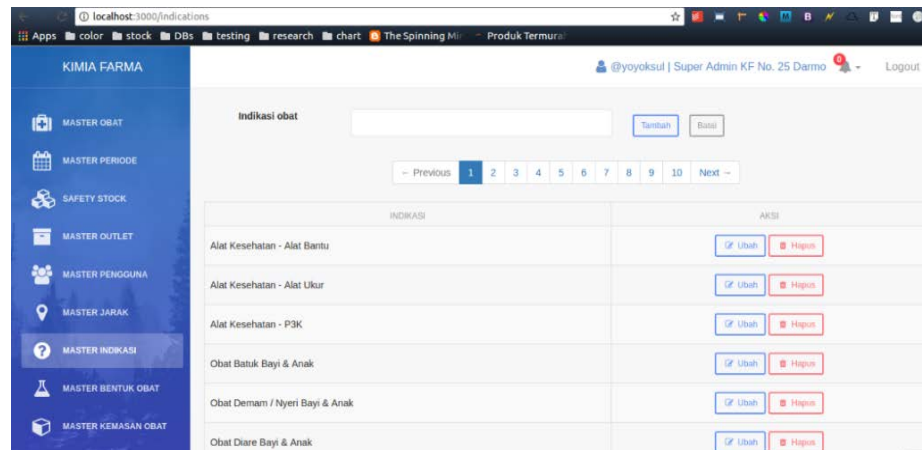 localhost:3000/indications
Apps color stock DBs testing research chart The Spinning Mir Produk Termura
KIMIA FARMA
@yoyoksul | Super Admin KF No. 25 Darmo 0 Logout
MASTER OBAT
MASTER PERIODE
SAFETY STOCK
MASTER OUTLET
MASTER PENGGUNA
MASTER JARAK
MASTER INDIKASI
MASTER BENTUK OBAT
MASTER KEMASAN OBAT
Indikasi obat Tambah Batal
← Previous 1 2 3 4 5 6 7 8 9 10 Next →
INDIKASI AKSI
Alat Kesehatan - Alat Bantu Ubah Hapus
Alat Kesehatan - Alat Ukur Ubah Hapus
Alat Kesehatan - P3K Ubah Hapus
Obat Batuk Bayi & Anak Ubah Hapus
Obat Demam / Nyeri Bayi & Anak Ubah Hapus
Obat Diare Bayi & Anak Ubah Hapus